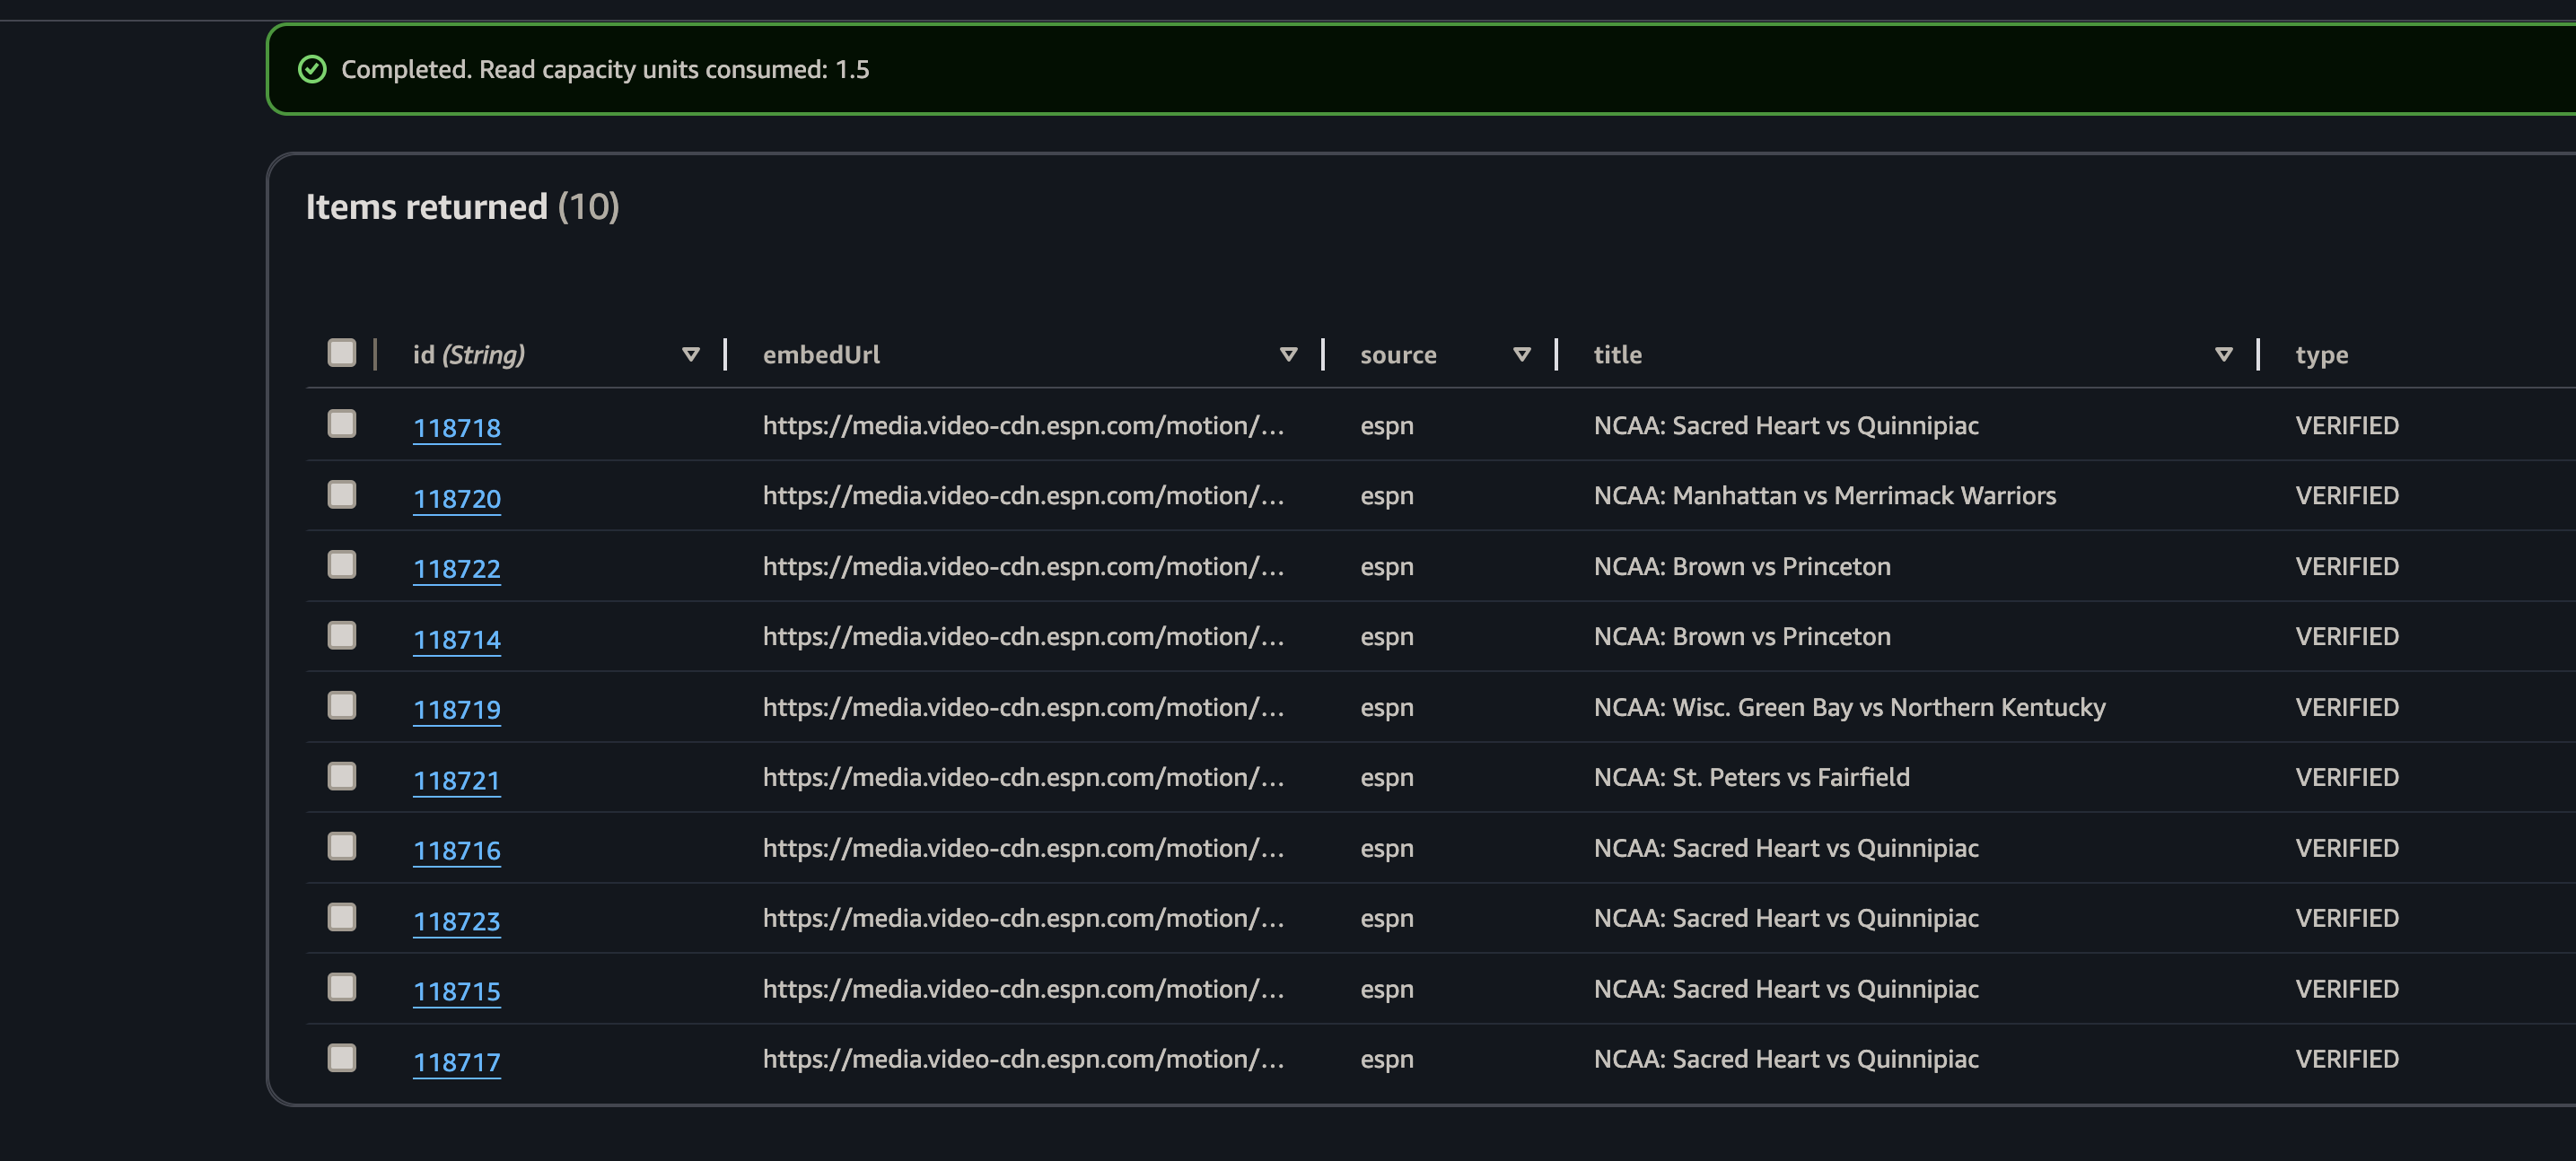 Completed. Read capacity units consumed: 1.5
Items returned (10)
id (String) embedUrl source title type
118718 https://media.video-cdn.espn.com/motion/... espn NCAA: Sacred Heart vs Quinnipiac VERIFIED
118720 https://media.video-cdn.espn.com/motion/... espn NCAA: Manhattan vs Merrimack Warriors VERIFIED
118722 https://media.video-cdn.espn.com/motion/... espn NCAA: Brown vs Princeton VERIFIED
118714 https://media.video-cdn.espn.com/motion/... espn NCAA: Brown vs Princeton VERIFIED
118719 https://media.video-cdn.espn.com/motion/... espn NCAA: Wisc. Green Bay vs Northern Kentucky VERIFIED
118721 https://media.video-cdn.espn.com/motion/... espn NCAA: St. Peters vs Fairfield VERIFIED
118716 https://media.video-cdn.espn.com/motion/... espn NCAA: Sacred Heart vs Quinnipiac VERIFIED
118723 https://media.video-cdn.espn.com/motion/... espn NCAA: Sacred Heart vs Quinnipiac VERIFIED
118715 https://media.video-cdn.espn.com/motion/... espn NCAA: Sacred Heart vs Quinnipiac VERIFIED
118717 https://media.video-cdn.espn.com/motion/... espn NCAA: Sacred Heart vs Quinnipiac VERIFIED